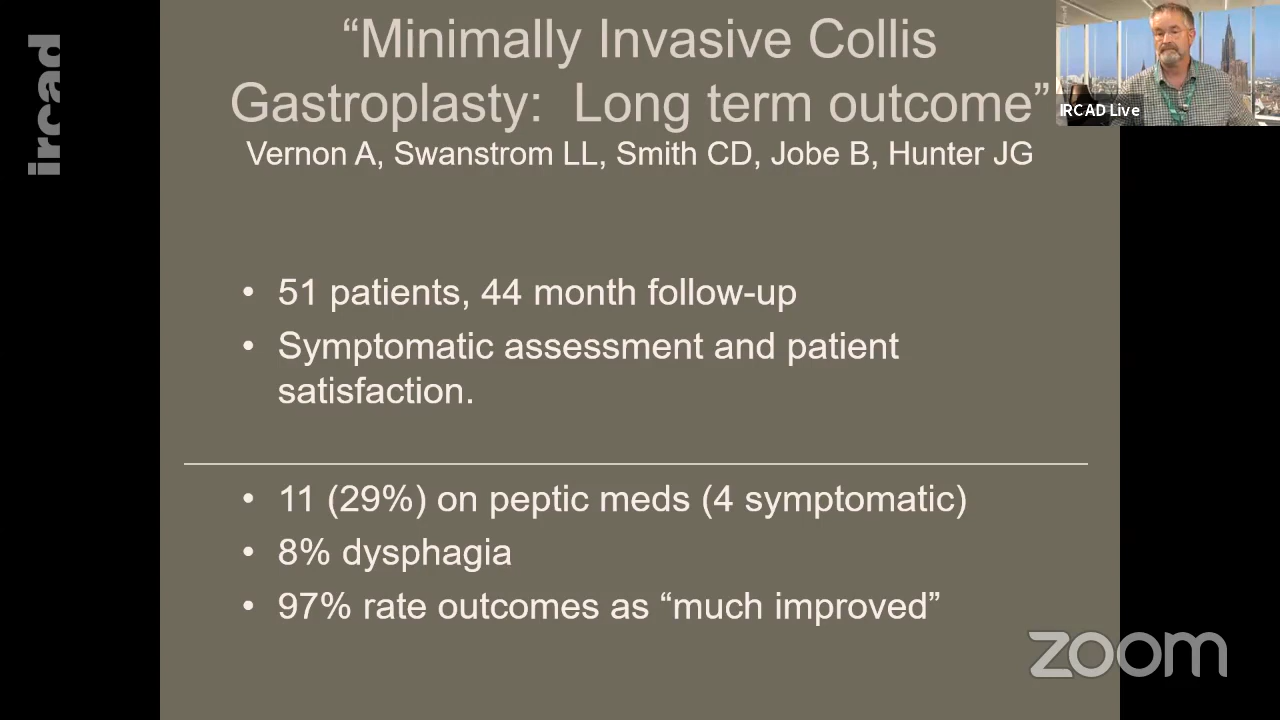 ircad
“Minimally Invasive Collis
Gastroplasty:  Long term outcome”
Vernon A, Swanstrom LL, Smith CD, Jobe B, Hunter JG
IRCAD Live
• 51 patients, 44 month follow-up
• Symptomatic assessment and patient
satisfaction.
• 11 (29%) on peptic meds (4 symptomatic)
• 8% dysphagia
• 97% rate outcomes as “much improved”
zoom